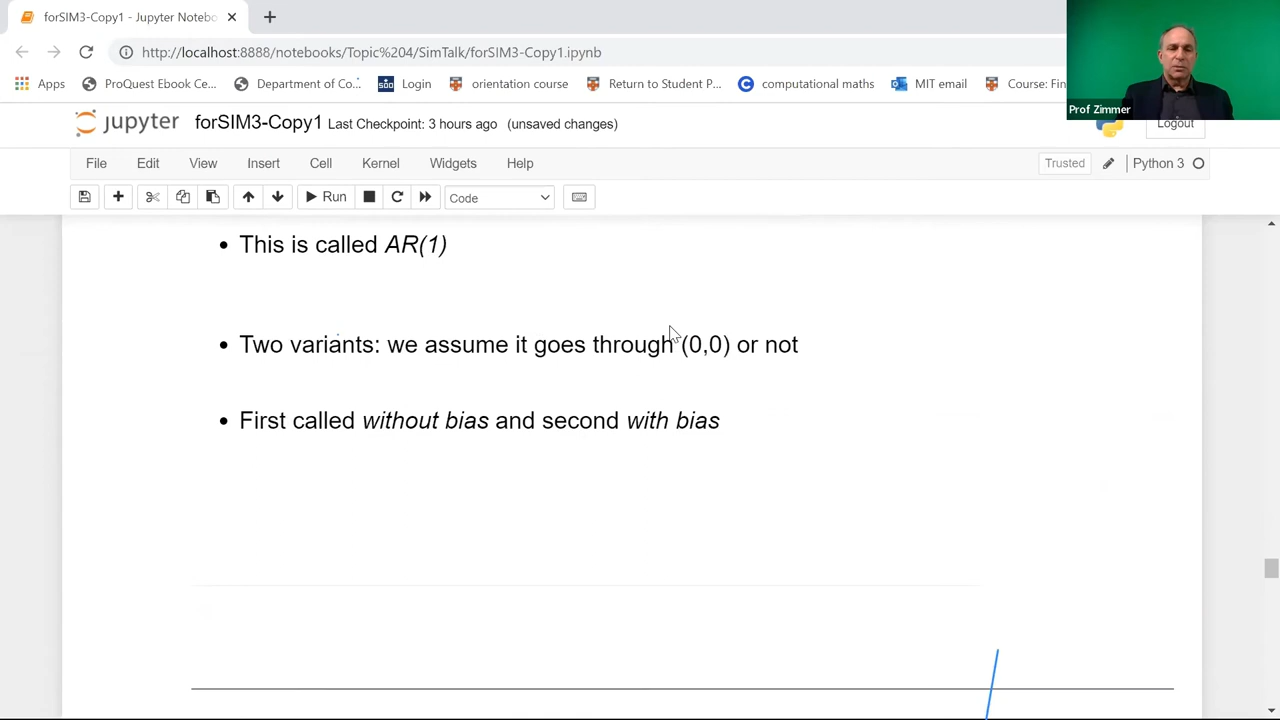 forSIM3-Copy1 - Jupyter Notebo
http://localhost:8888/notebooks/Topic%204/SimTalk/forSIM3-Copy1.ipynb
Apps ProQuest Ebook Ce... Department of Co... Login Tentation course Return to Student P... computational maths MIT email Course: Fin
Prof Zimmer
jupyter forSIM3-Copy1 Last Checkpoint: 3 hours ago (unsaved changes) Logout
File Edit View Insert Cell Kernel Widgets Help Trusted Python 3
Run Code
• This is called AR(1)
• Two variants: we assume it goes through (0,0) or not
• First called without bias and second with bias